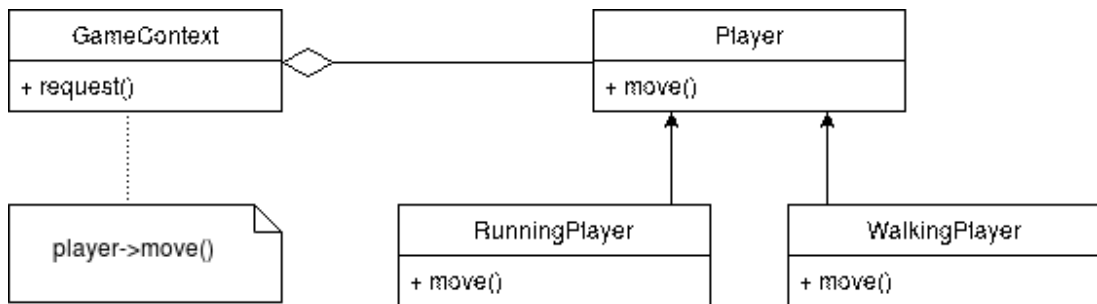 GameContext
+ request()
Player
+ move()
player->move()
RunningPlayer
+ move()
WalkingPlayer
+ move()